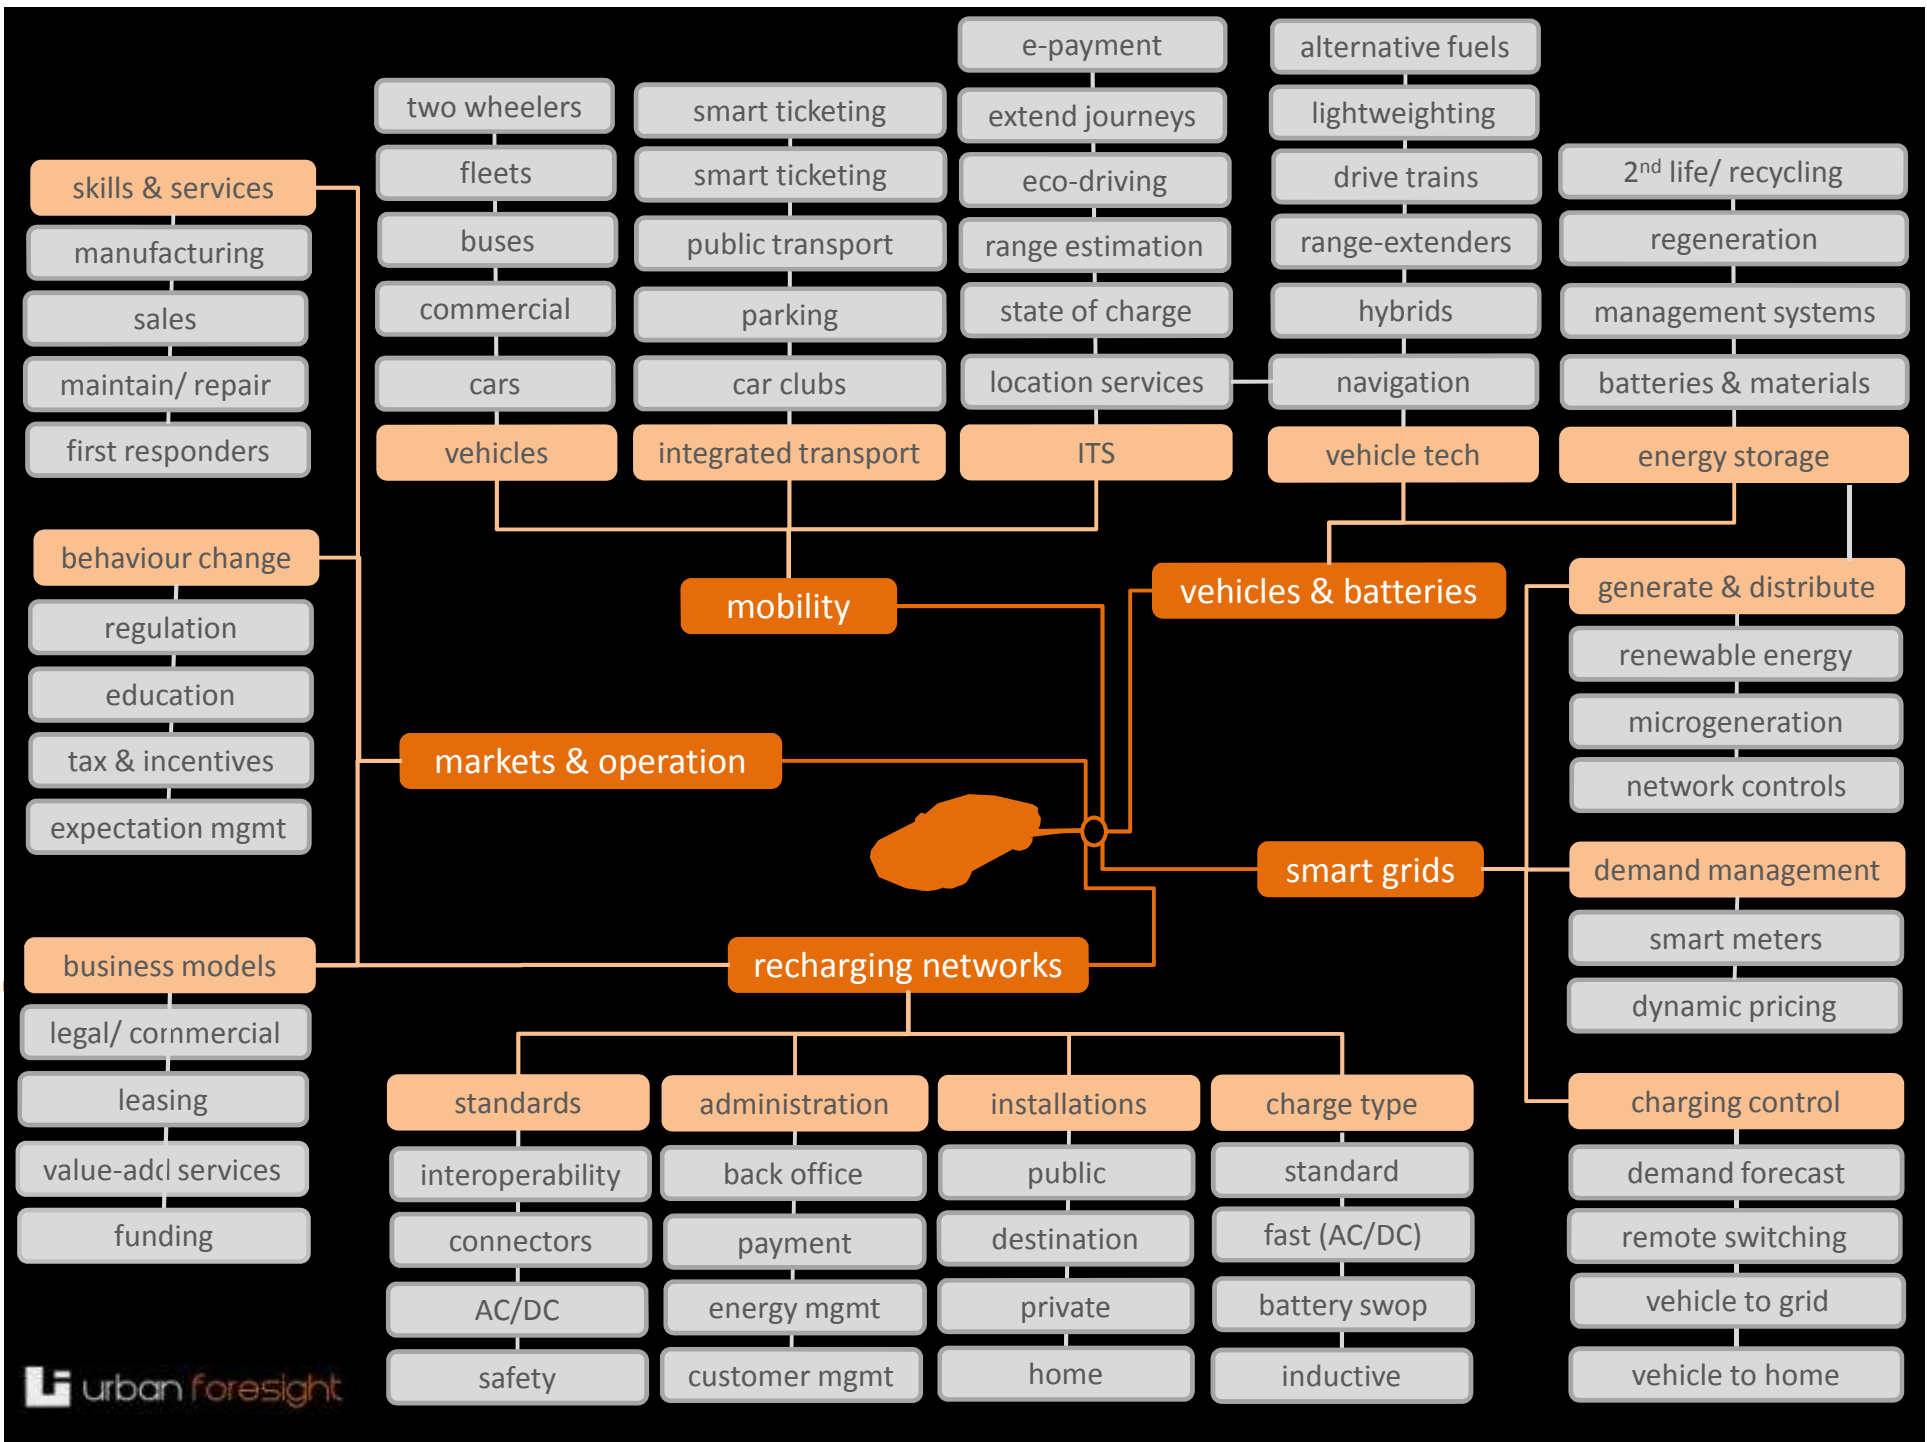 skills & services
manufacturing
sales
maintain/ repair
first responders
behaviour change
regulation
education
tax & incentives
expectation mgmt
business models
legal/ commercial
leasing
value-add services
funding
two wheelers
fleets
buses
commercial
cars
vehicles
smart ticketing
smart ticketing
public transport
parking
car clubs
integrated transport
e-payment
extend journeys
eco-driving
range estimation
state of charge
location services
ITS
alternative fuels
lightweighting
drive trains
range-extenders
hybrids
navigation
vehicle tech
2nd life/ recycling
regeneration
management systems
batteries & materials
energy storage
mobility
vehicles & batteries
markets & operation
smart grids
recharging networks
generate & distribute
renewable energy
microgeneration
network controls
demand management
smart meters
dynamic pricing
charging control
demand forecast
remote switching
vehicle to grid
vehicle to home
standards
interoperability
connectors
AC/DC
safety
administration
back office
payment
energy mgmt
customer mgmt
installations
public
destination
private
home
charge type
standard
fast (AC/DC)
battery swop
inductive
urban foresight